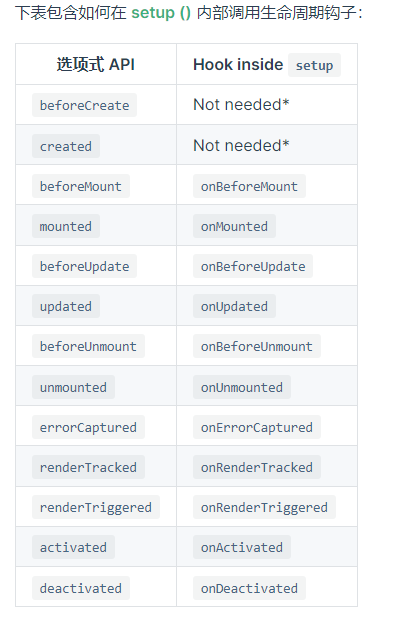 下表包含如何在 setup () 内部调用生命周期钩子：
选项式 API Hook inside setup
beforeCreate Not needed*
created Not needed*
beforeMount onBeforeMount
mounted onMounted
beforeUpdate onBeforeUpdate
updated onUpdated
beforeUnmount onBeforeUnmount
unmounted onUnmounted
errorCaptured onErrorCaptured
renderTracked onRenderTracked
renderTriggered onRenderTriggered
activated onActivated
deactivated onDeactivated